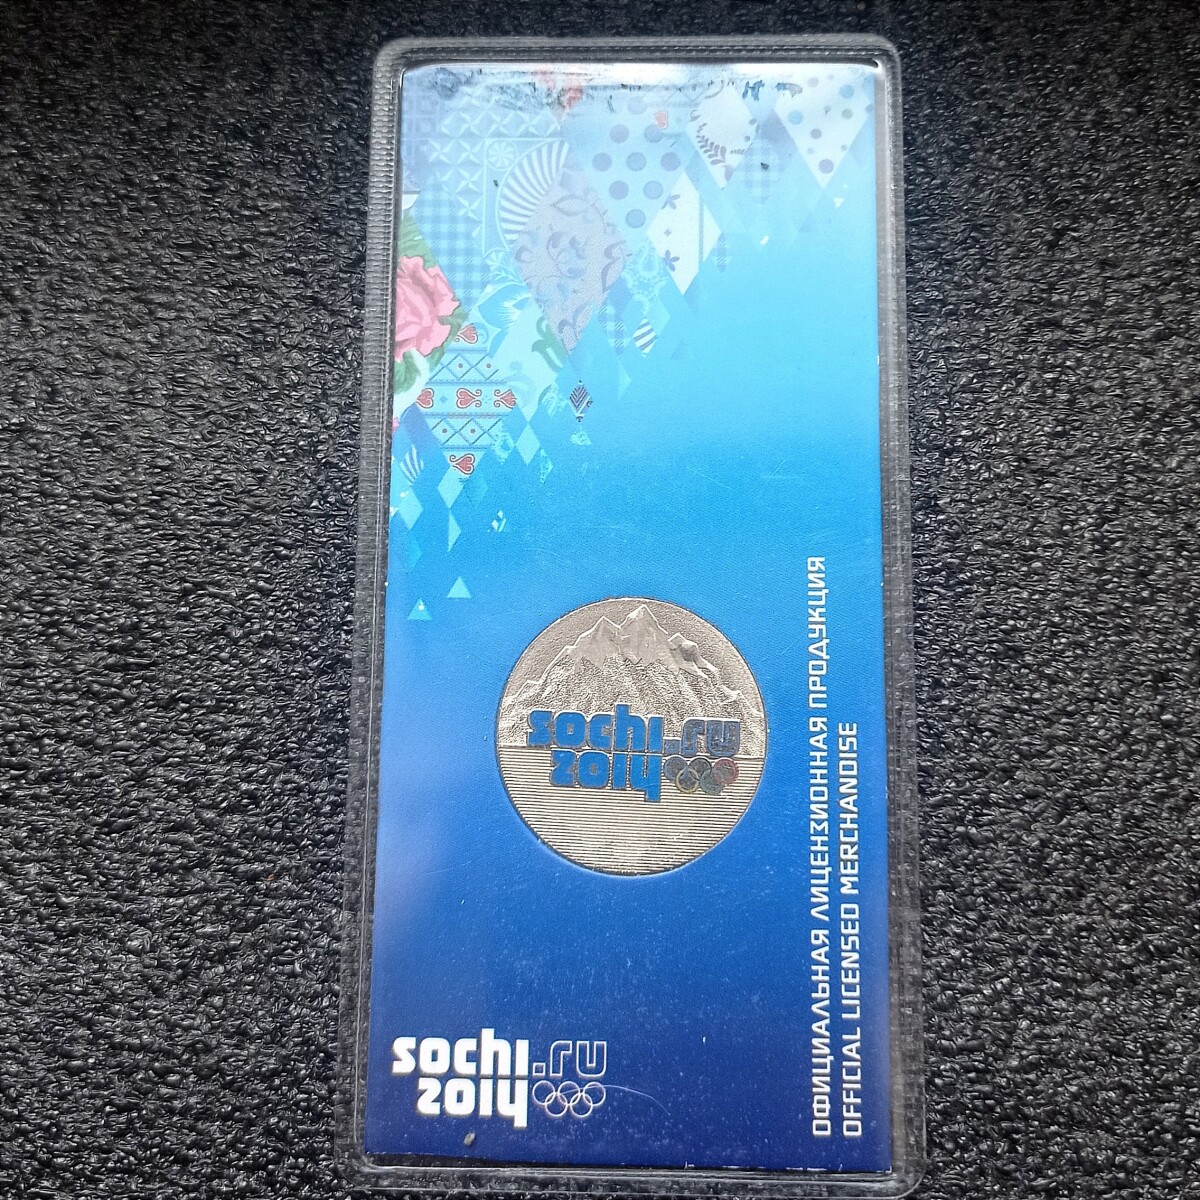 sochi.ru
2014
sochi.ru
2014
ОФИЦИАЛЬНАЯ ЛИЦЕНЗИОННАЯ ПРОДУКЦИЯ
OFFICIAL LICENSED MERCHANDISE